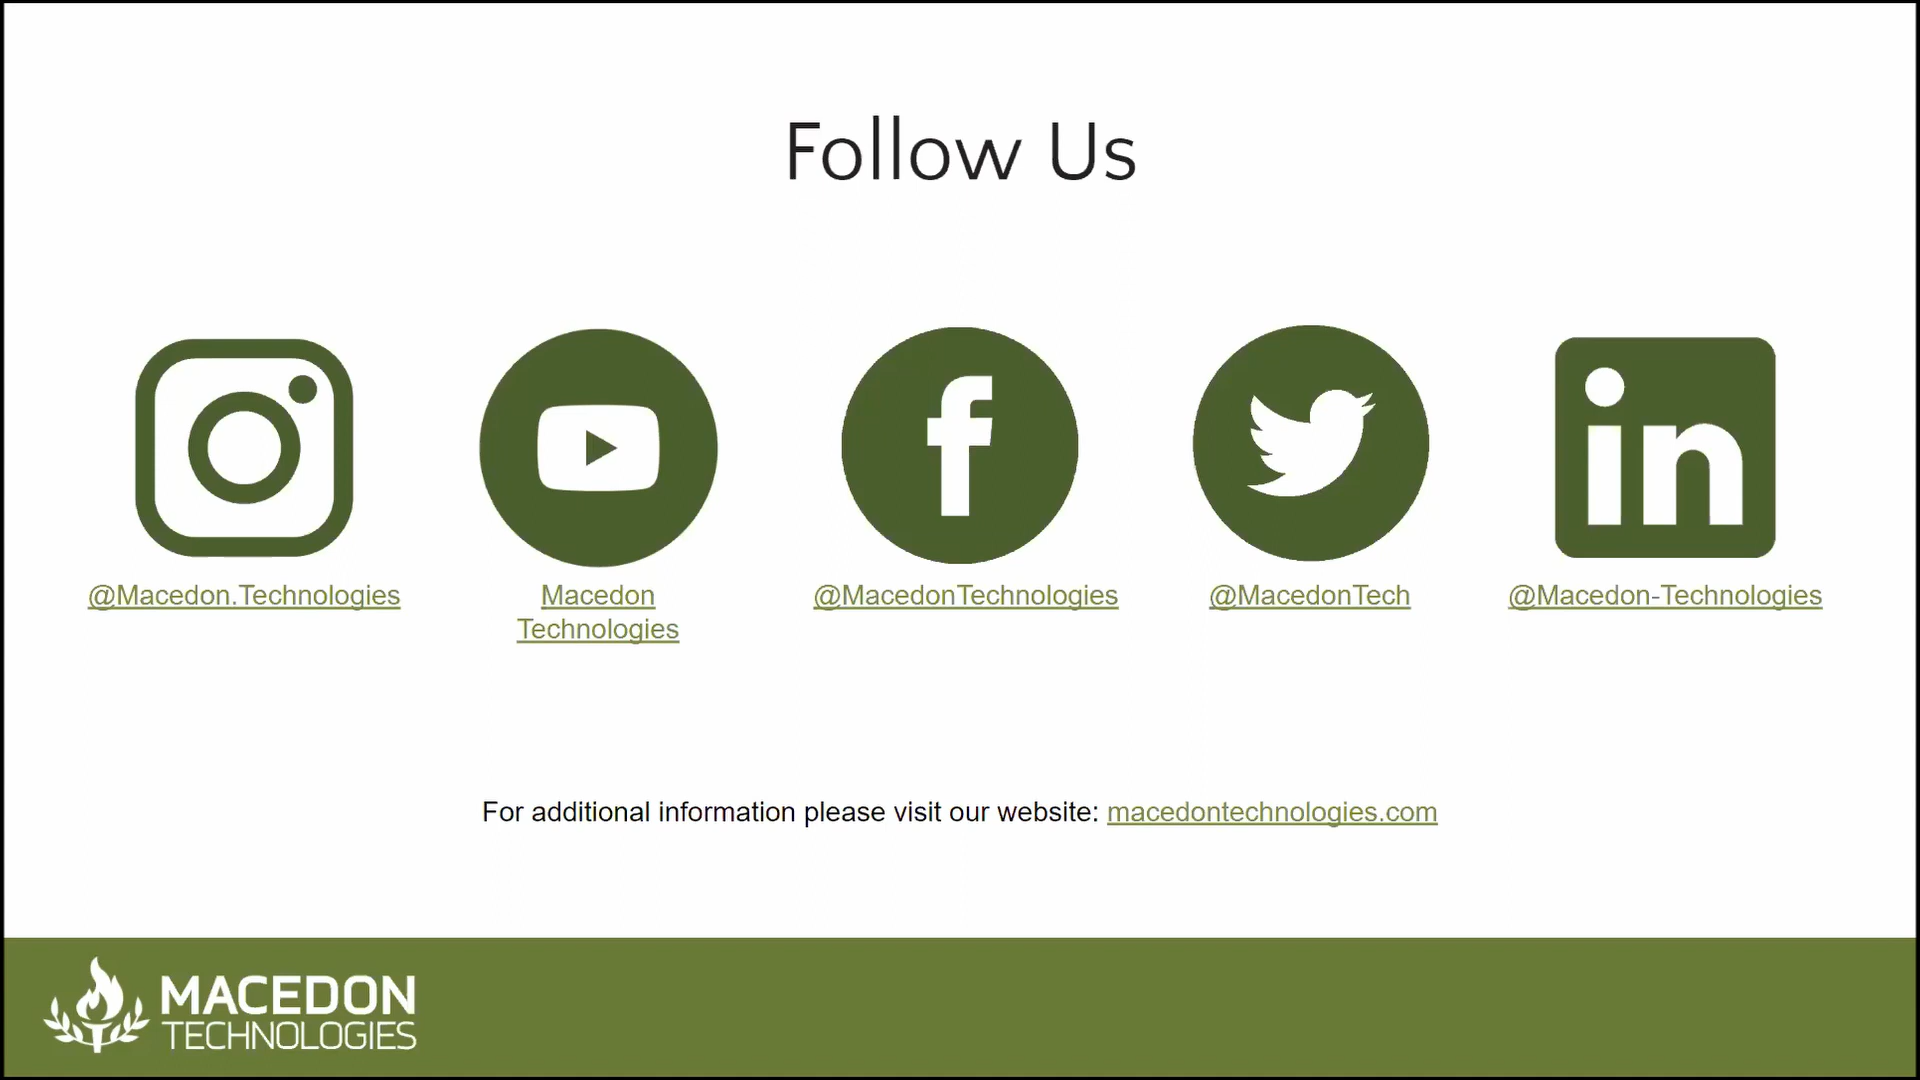 Follow Us
@Macedon.Technologies
Macedon
Technologies
@MacedonTechnologies
@MacedonTech
@Macedon-Technologies
For additional information please visit our website: macedontechnologies.com
MACEDON
TECHNOLOGIES